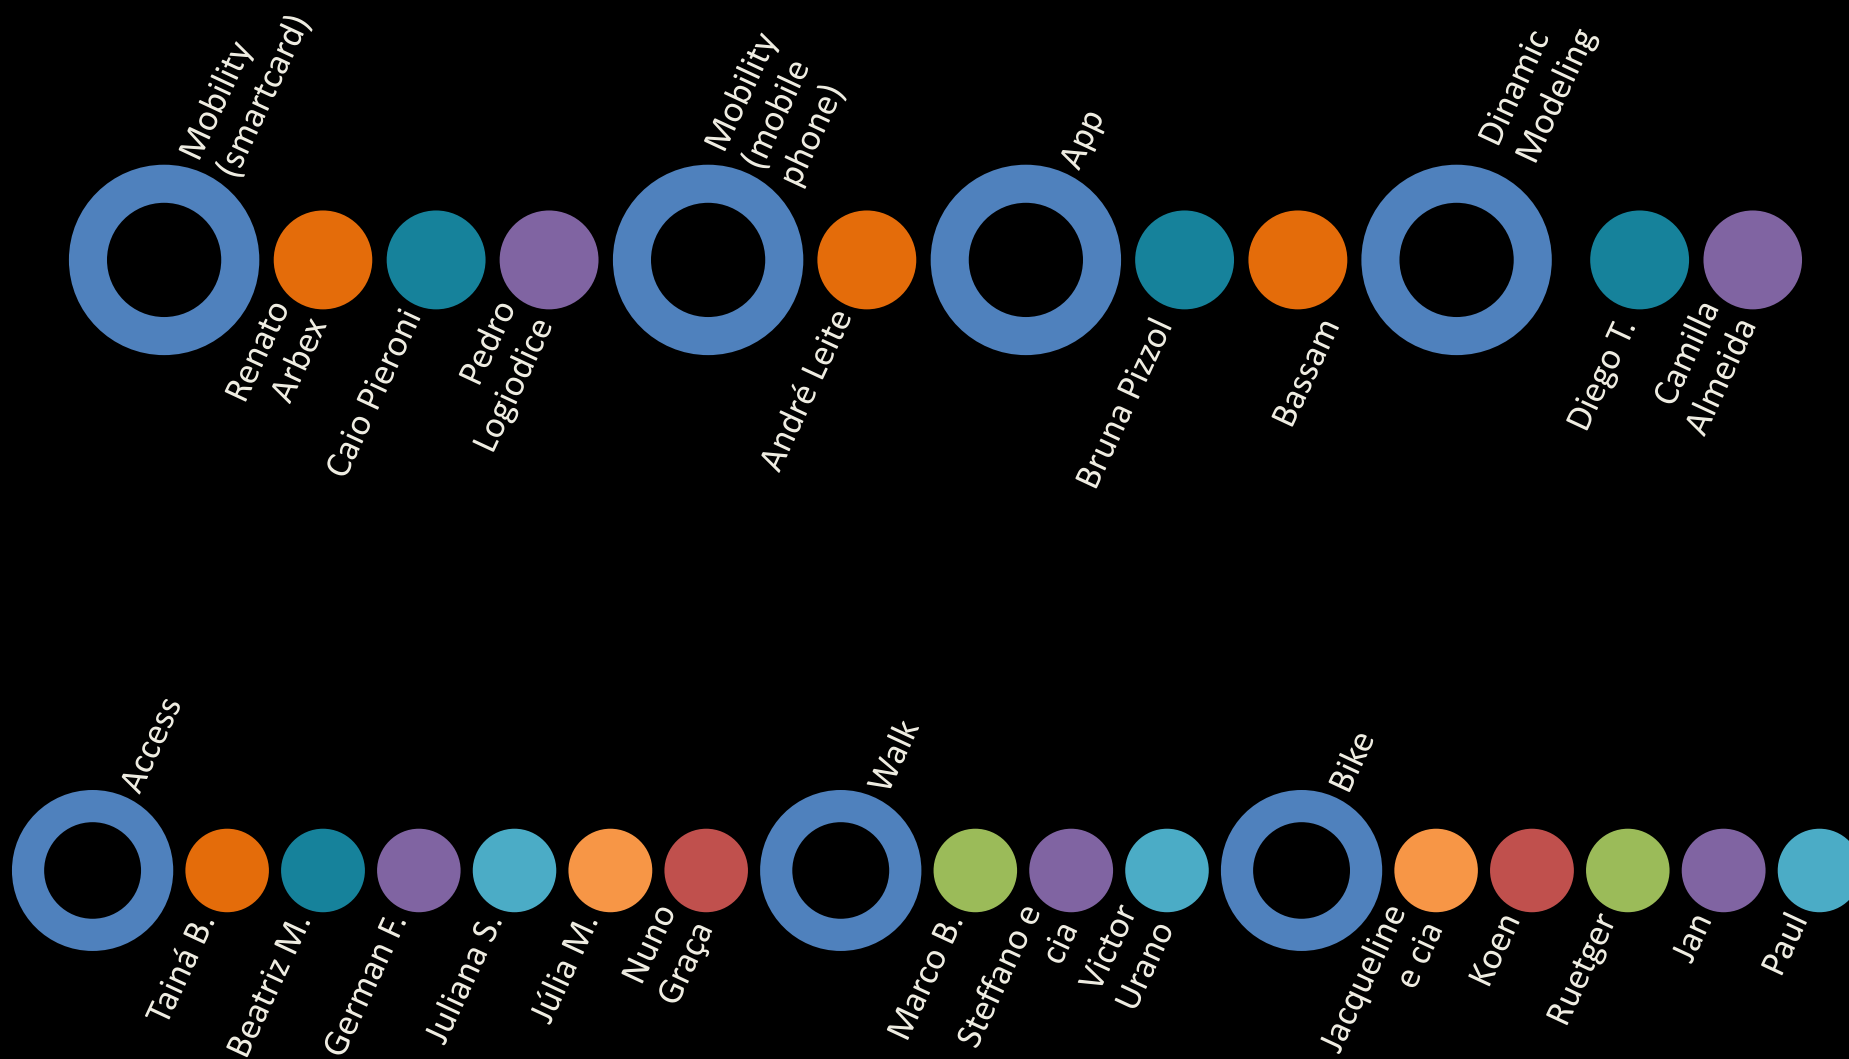 Mobility
(smartcard)
Renato
Arbex
Caio Pieroni
Pedro
Logiodice
Mobility
(mobile
phone)
André Leite
App
Bruna Pizzol
Bassam
Dinamic
Modeling
Diego T.
Camilla
Almeida
Access
Tainá B.
Beatriz M.
German F.
Juliana S.
Júlia M.
Nuno
Graça
Walk
Marco B.
Steffano e
cia
Victor
Urano
Bike
Jacqueline
e cia
Koen
Ruetger
Jan
Paul